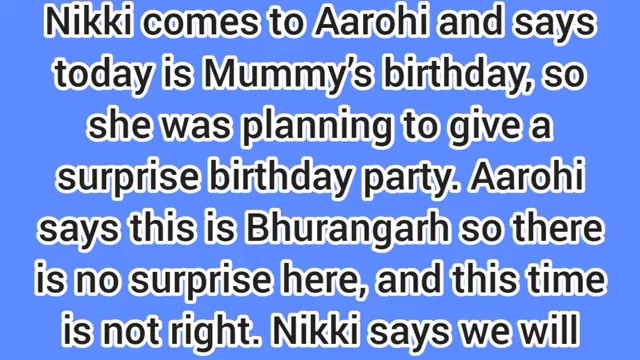 Nikki comes to Aarohi and says
today is Mummy’s birthday, so
she was planning to give a
surprise birthday party. Aarohi
says this is Bhurangarh so there
is no surprise here, and this time
is not right. Nikki says we will